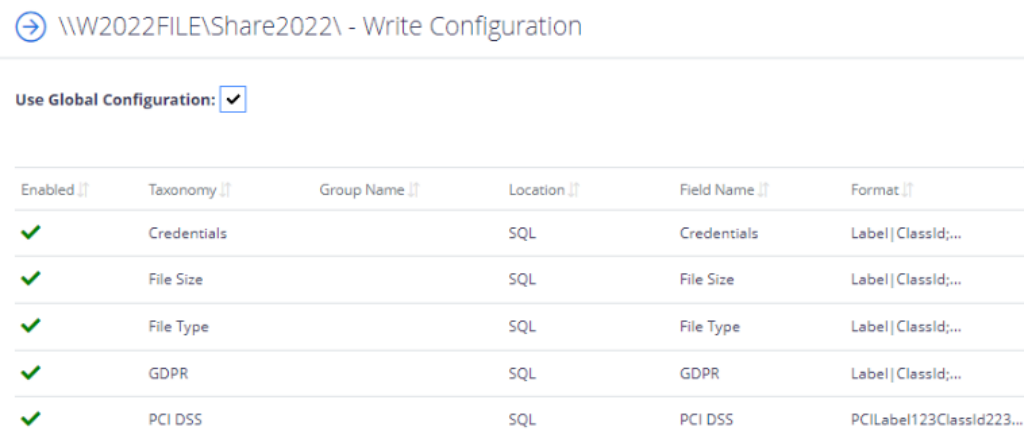 \\W2022FILE\Share2022\ - Write Configuration
Use Global Configuration:
Enabled Taxonomy Group Name Location Field Name Format
Credentials SQL Credentials Label|ClassId;...
File Size SQL File Size Label|ClassId;...
File Type SQL File Type Label|ClassId;...
GDPR SQL GDPR Label|ClassId;...
PCI DSS SQL PCI DSS PCILabel123ClassId223...